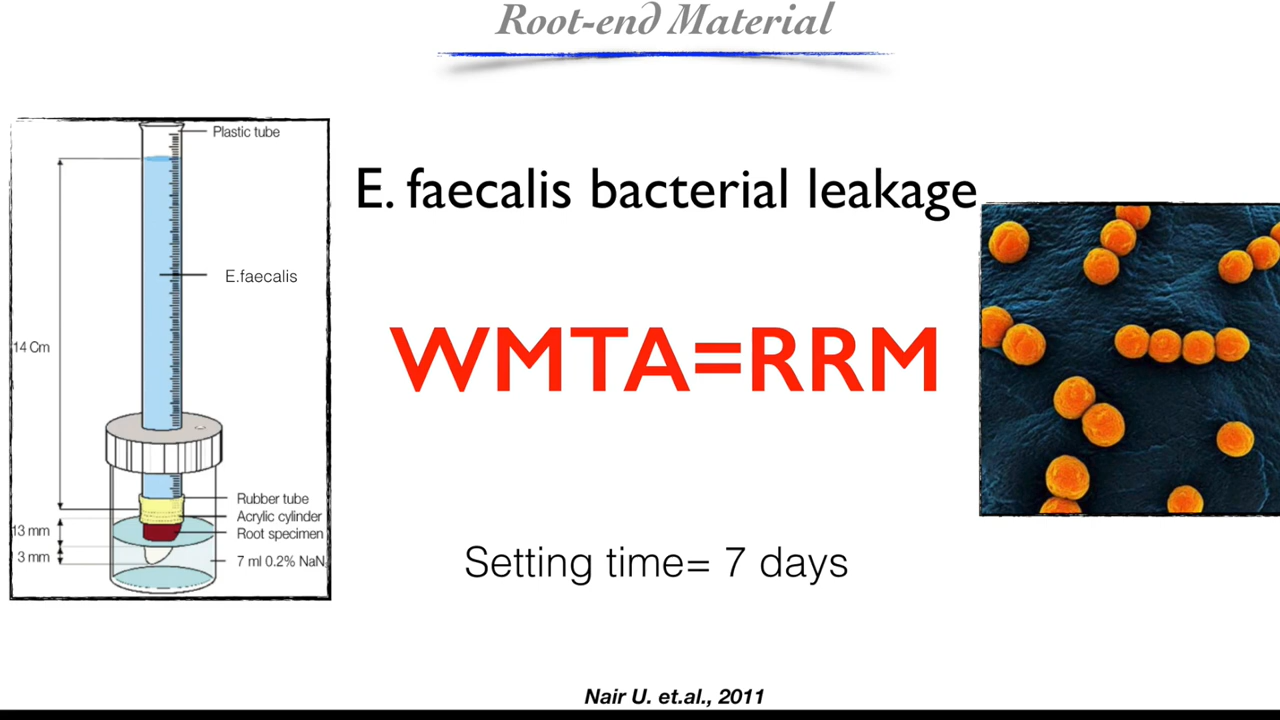 Root-end Material
Plastic tube
E. faecalis bacterial leakage
E.faecalis
14 Cm
WMTA=RRM
Rubber tube
Acrylic cylinder
13 mm
Root specimen
3 mm
7 ml 0.2% NaN
Setting time= 7 days
Nair U. et.al., 2011